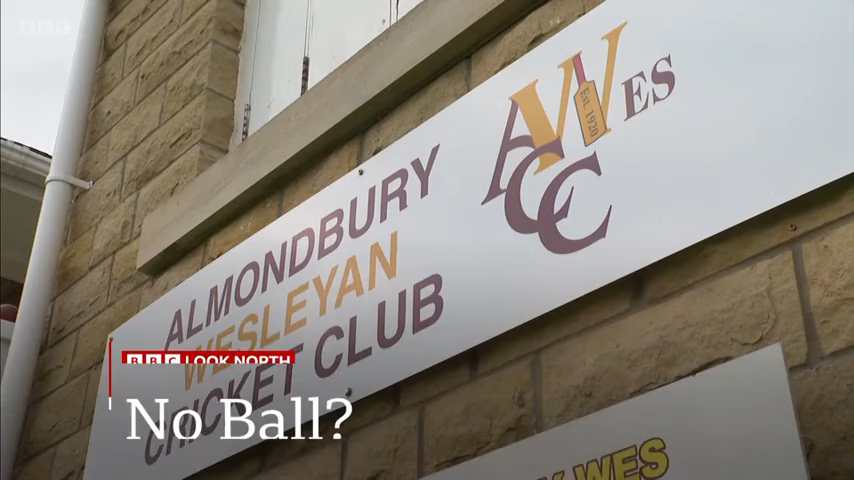 BBC
ALMONDBURY
WESLEYAN
CRICKET CLUB
AWES
CC
EST. 1920
BBC LOOK NORTH
No Ball?
WES